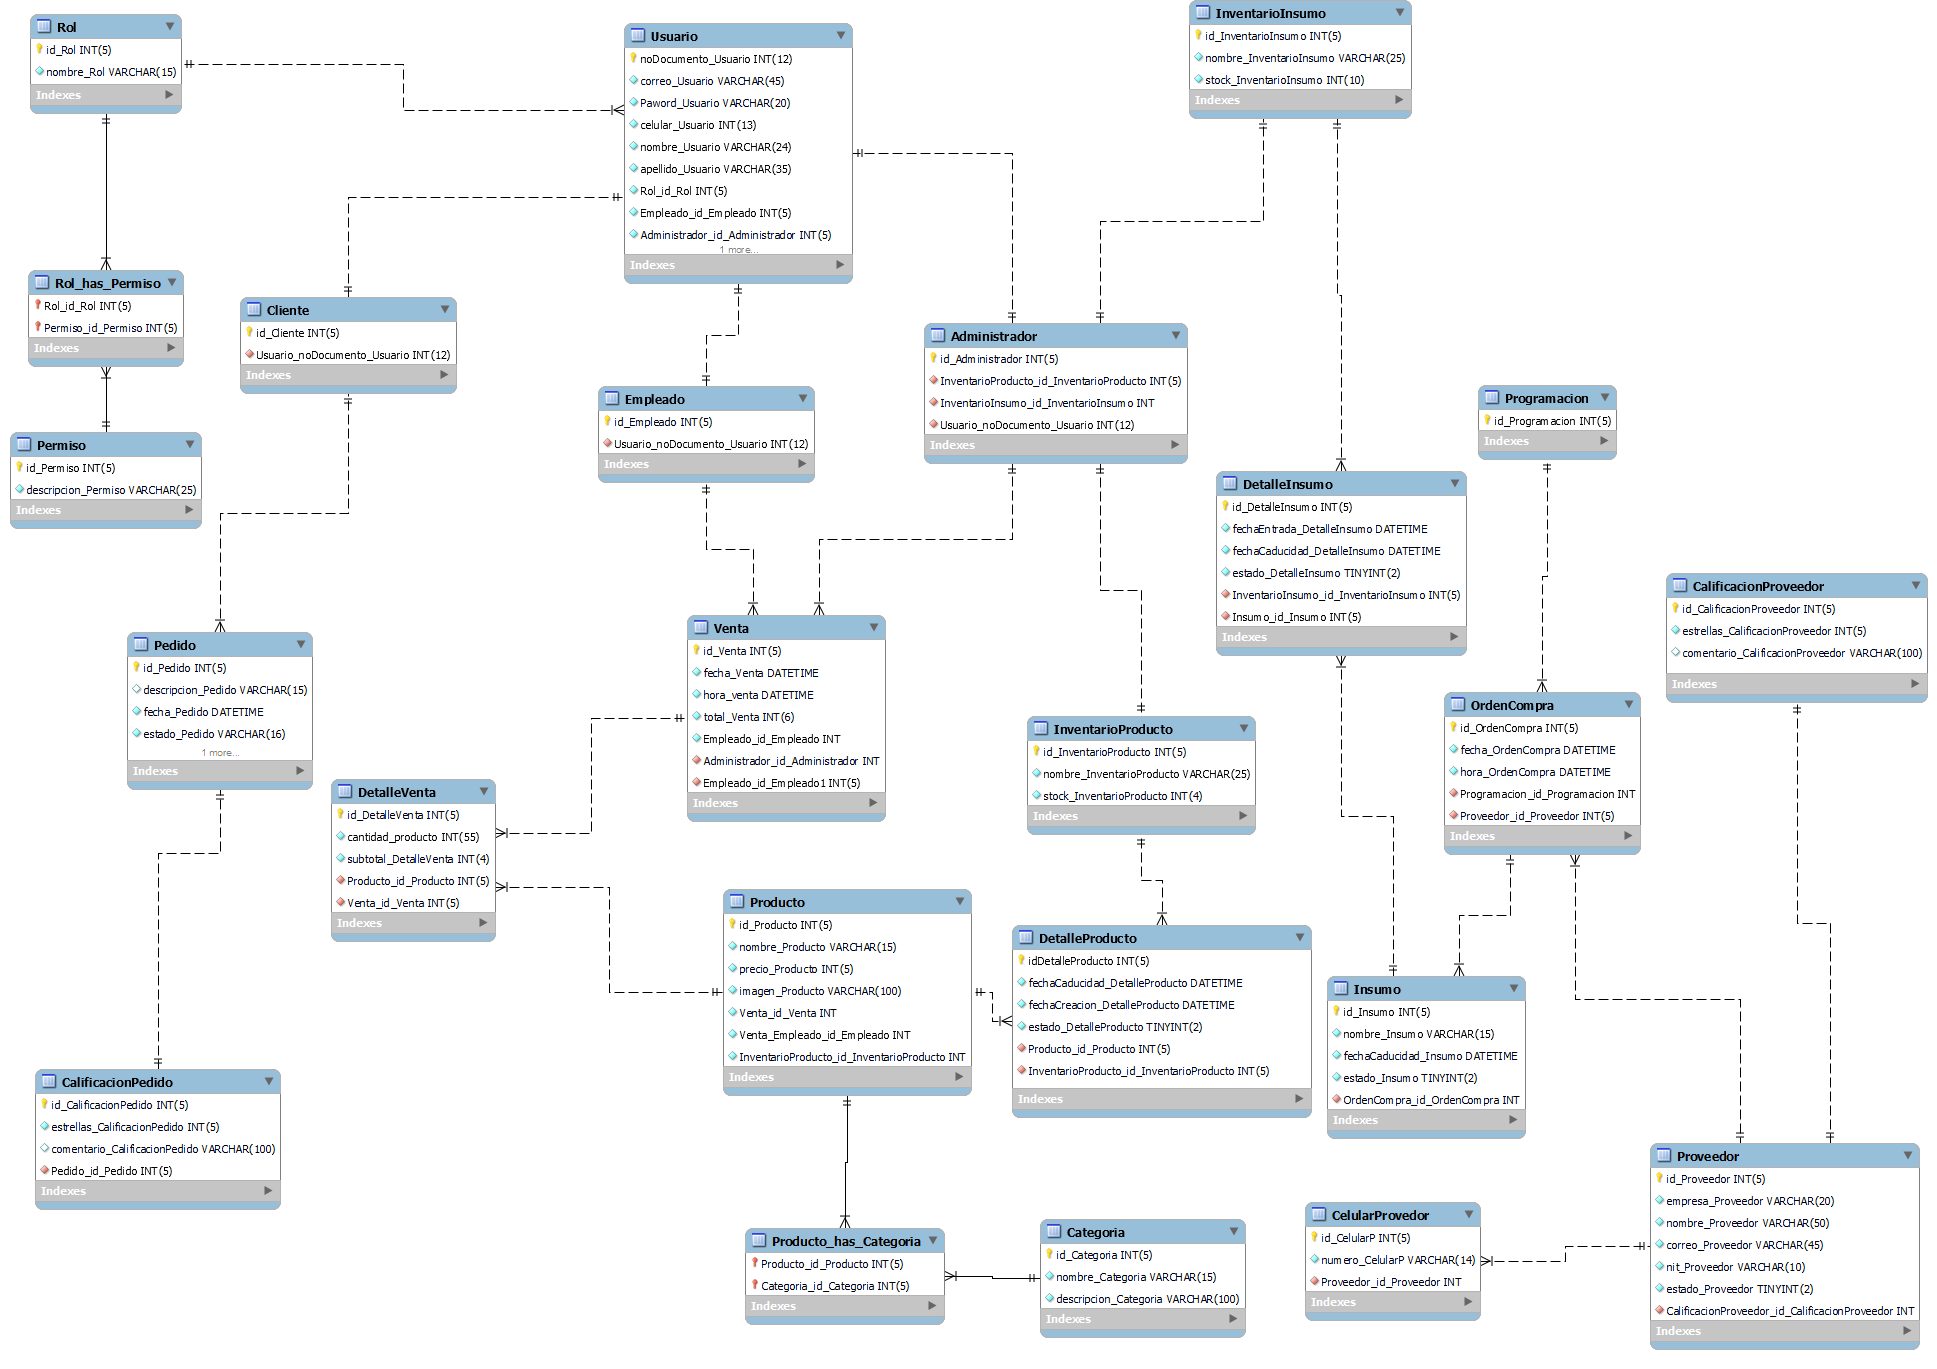 Rol
id_Rol INT(5)
nombre_Rol VARCHAR(15)
Indexes
Usuario
noDocumento_Usuario INT(12)
correo_Usuario VARCHAR(45)
Paword_Usuario VARCHAR(20)
celular_Usuario INT(13)
nombre_Usuario VARCHAR(24)
apellido_Usuario VARCHAR(35)
Rol_id_Rol INT(5)
Empleado_id_Empleado INT(5)
Administrador_id_Administrador INT(5)
1 more...
Indexes
InventarioInsumo
id_InventarioInsumo INT(5)
nombre_InventarioInsumo VARCHAR(25)
stock_InventarioInsumo INT(10)
Indexes
Rol_has_Permiso
Rol_id_Rol INT(5)
Permiso_id_Permiso INT(5)
Indexes
Cliente
id_Cliente INT(5)
Usuario_noDocumento_Usuario INT(12)
Indexes
Administrador
id_Administrador INT(5)
InventarioProducto_id_InventarioProducto INT(5)
InventarioInsumo_id_InventarioInsumo INT
Usuario_noDocumento_Usuario INT(12)
Indexes
Empleado
id_Empleado INT(5)
Usuario_noDocumento_Usuario INT(12)
Indexes
Programacion
id_Programacion INT(5)
Indexes
Permiso
id_Permiso INT(5)
descripcion_Permiso VARCHAR(25)
Indexes
DetalleInsumo
id_DetalleInsumo INT(5)
fechaEntrada_DetalleInsumo DATETIME
fechaCaducidad_DetalleInsumo DATETIME
estado_DetalleInsumo TINYINT(2)
InventarioInsumo_id_InventarioInsumo INT(5)
Insumo_id_Insumo INT(5)
Indexes
CalificacionProveedor
id_CalificacionProveedor INT(5)
estrellas_CalificacionProveedor INT(5)
comentario_CalificacionProveedor VARCHAR(100)
Indexes
Venta
id_Venta INT(5)
fecha_Venta DATETIME
hora_venta DATETIME
total_Venta INT(6)
Empleado_id_Empleado INT
Administrador_id_Administrador INT
Empleado_id_Empleado1 INT(5)
Indexes
Pedido
id_Pedido INT(5)
descripcion_Pedido VARCHAR(15)
fecha_Pedido DATETIME
estado_Pedido VARCHAR(16)
1 more...
Indexes
OrdenCompra
id_OrdenCompra INT(5)
fecha_OrdenCompra DATETIME
hora_OrdenCompra DATETIME
Programacion_id_Programacion INT
Proveedor_id_Proveedor INT(5)
Indexes
InventarioProducto
id_InventarioProducto INT(5)
nombre_InventarioProducto VARCHAR(25)
stock_InventarioProducto INT(4)
Indexes
DetalleVenta
id_DetalleVenta INT(5)
cantidad_producto INT(55)
subtotal_DetalleVenta INT(4)
Producto_id_Producto INT(5)
Venta_id_Venta INT(5)
Indexes
Producto
id_Producto INT(5)
nombre_Producto VARCHAR(15)
precio_Producto INT(5)
imagen_Producto VARCHAR(100)
Venta_id_Venta INT
Venta_Empleado_id_Empleado INT
InventarioProducto_id_InventarioProducto INT
Indexes
DetalleProducto
idDetalleProducto INT(5)
fechaCaducidad_DetalleProducto DATETIME
fechaCreacion_DetalleProducto DATETIME
estado_DetalleProducto TINYINT(2)
Producto_id_Producto INT(5)
InventarioProducto_id_InventarioProducto INT(5)
Indexes
Insumo
id_Insumo INT(5)
nombre_Insumo VARCHAR(15)
fechaCaducidad_Insumo DATETIME
estado_Insumo TINYINT(2)
OrdenCompra_id_OrdenCompra INT
Indexes
CalificacionPedido
id_CalificacionPedido INT(5)
estrellas_CalificacionPedido INT(5)
comentario_CalificacionPedido VARCHAR(100)
Pedido_id_Pedido INT(5)
Indexes
Proveedor
id_Proveedor INT(5)
empresa_Proveedor VARCHAR(20)
nombre_Proveedor VARCHAR(50)
correo_Proveedor VARCHAR(45)
nit_Proveedor VARCHAR(10)
estado_Proveedor TINYINT(2)
CalificacionProveedor_id_CalificacionProveedor INT
Indexes
CelularProvedor
id_CelularP INT(5)
numero_CelularP VARCHAR(14)
Proveedor_id_Proveedor INT
Indexes
Categoria
id_Categoria INT(5)
nombre_Categoria VARCHAR(15)
descripcion_Categoria VARCHAR(100)
Indexes
Producto_has_Categoria
Producto_id_Producto INT(5)
Categoria_id_Categoria INT(5)
Indexes